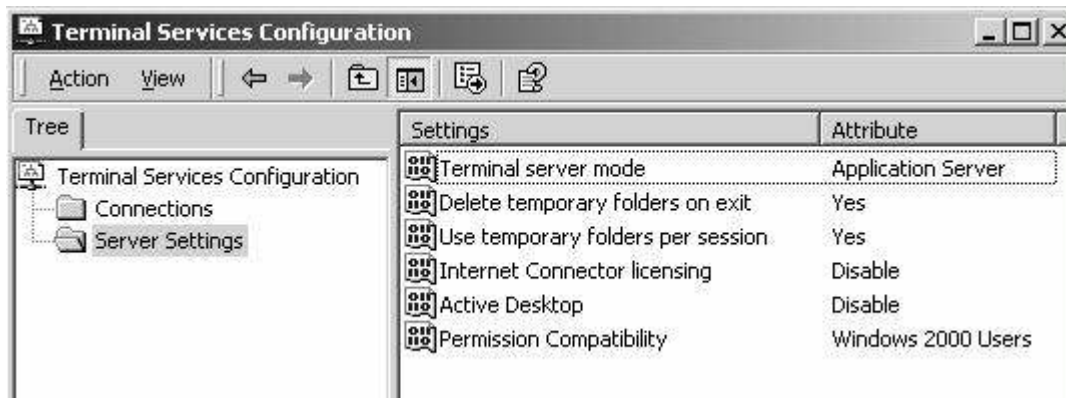 Terminal Services Configuration
Action View
Tree
Terminal Services Configuration
Connections
Server Settings
Settings Attribute
Terminal server mode Application Server
Delete temporary folders on exit Yes
Use temporary folders per session Yes
Internet Connector licensing Disable
Active Desktop Disable
Permission Compatibility Windows 2000 Users